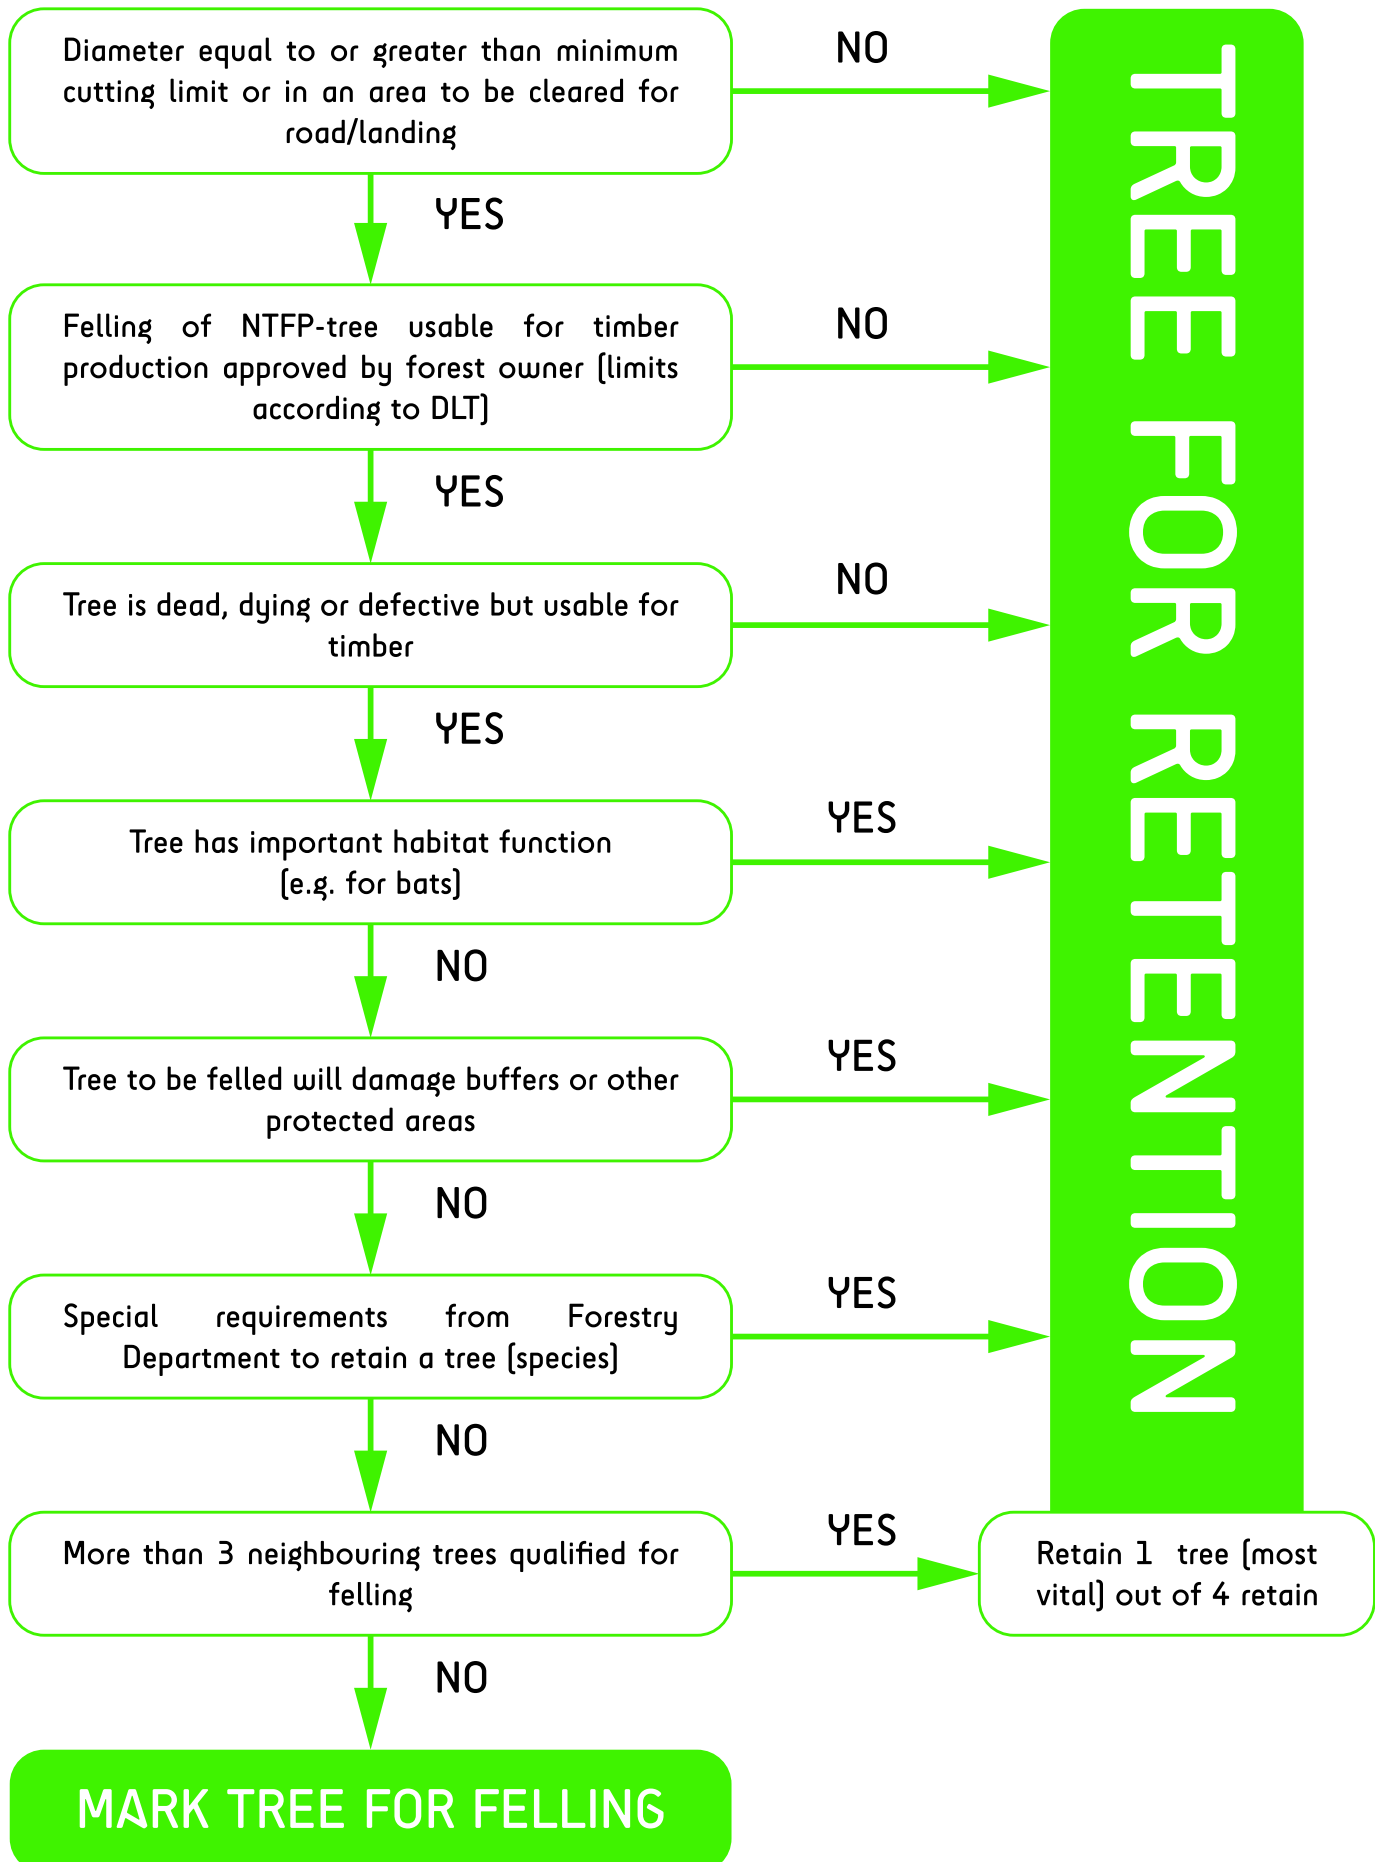 Diameter equal to or greater than minimum
cutting limit or in an area to be cleared for
road/landing
NO
YES
Felling of NTFP-tree usable for timber
production approved by forest owner (limits
according to DLT)
NO
YES
Tree is dead, dying or defective but usable for
timber
NO
YES
Tree has important habitat function
(e.g. for bats)
YES
NO
Tree to be felled will damage buffers or other
protected areas
YES
NO
Special requirements from Forestry
Department to retain a tree (species)
YES
NO
More than 3 neighbouring trees qualified for
felling
YES
Retain 1 tree (most
vital) out of 4 retain
NO
MARK TREE FOR FELLING
TREE FOR RETENTION